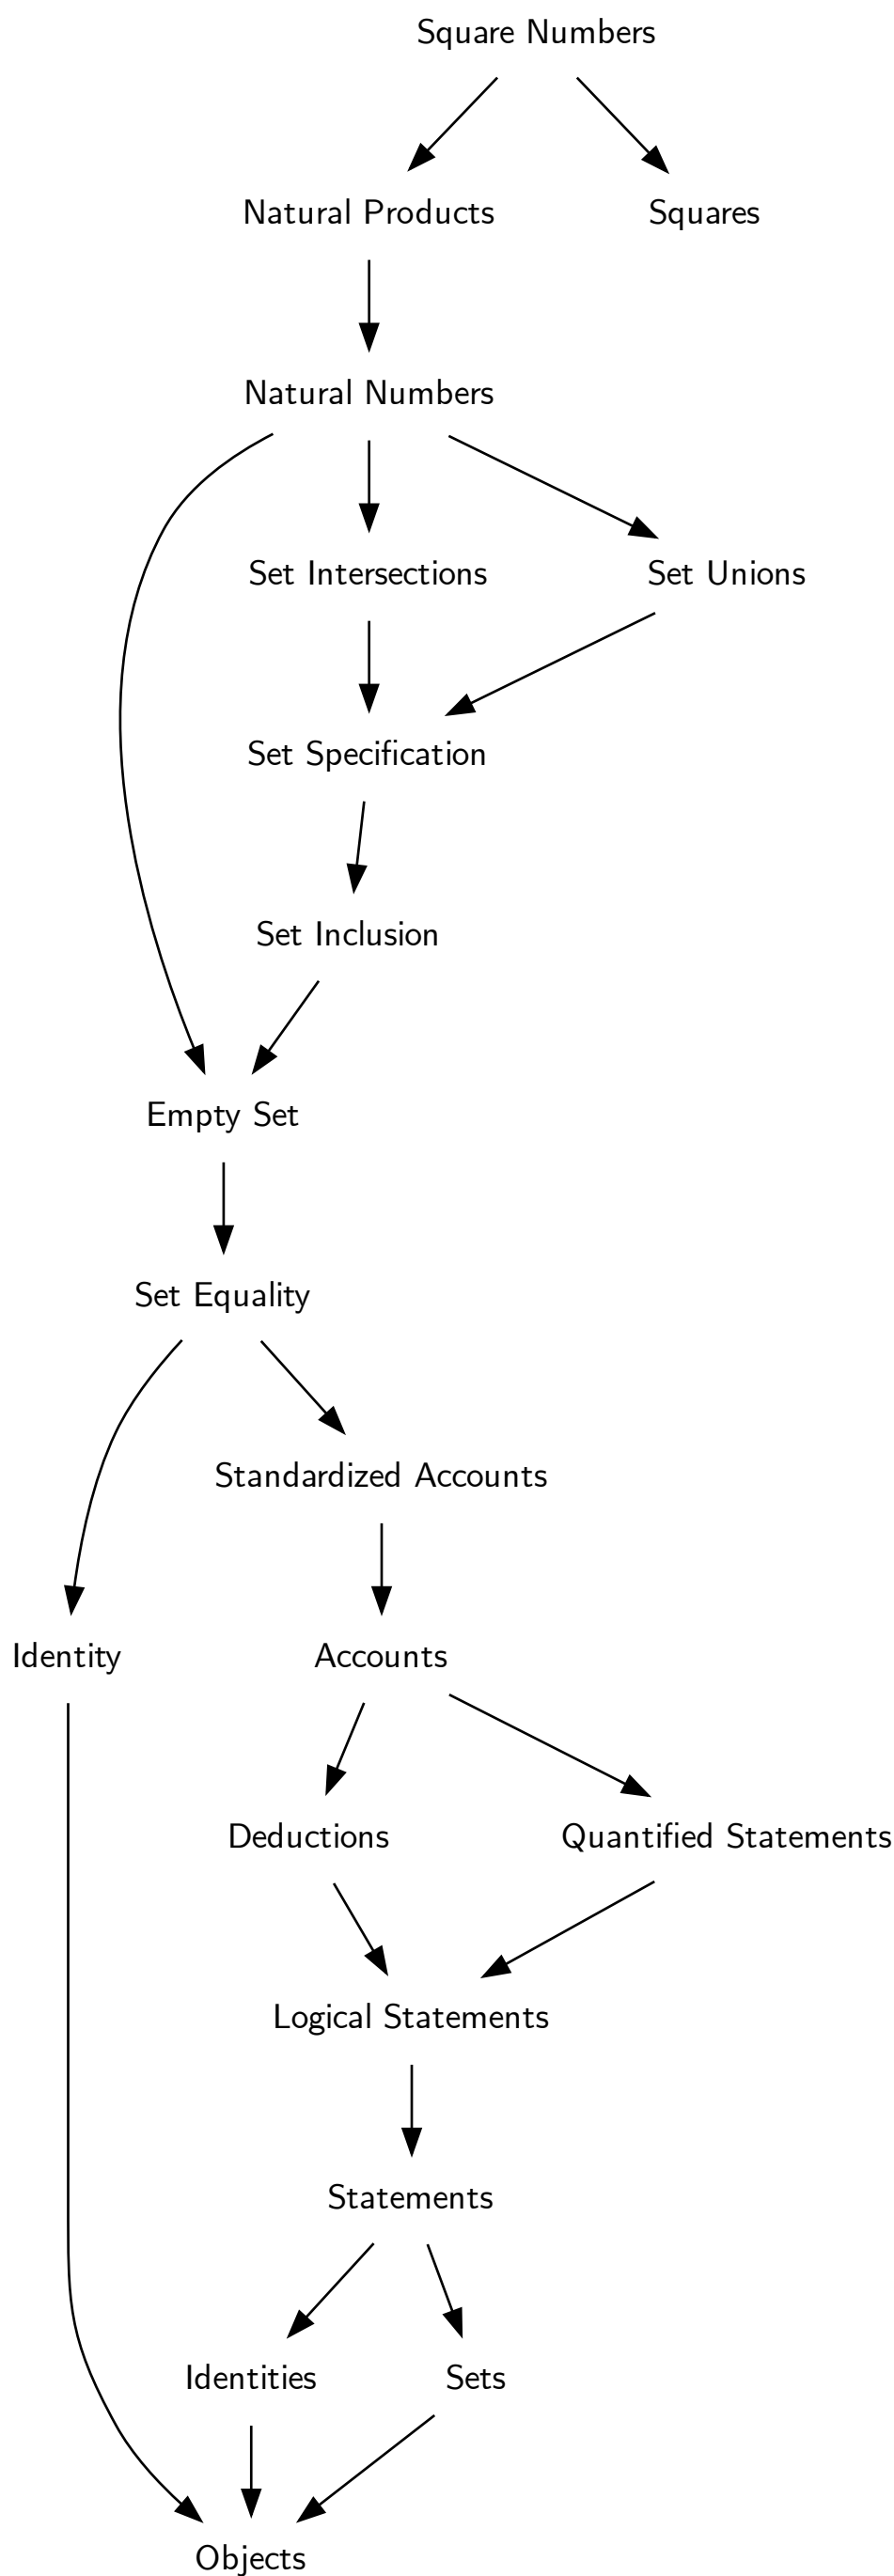 Square Numbers
Natural Products
Squares
Natural Numbers
Set Intersections
Set Unions
Set Specification
Set Inclusion
Empty Set
Set Equality
Standardized Accounts
Identity
Accounts
Deductions
Quantified Statements
Logical Statements
Statements
Identities
Sets
Objects